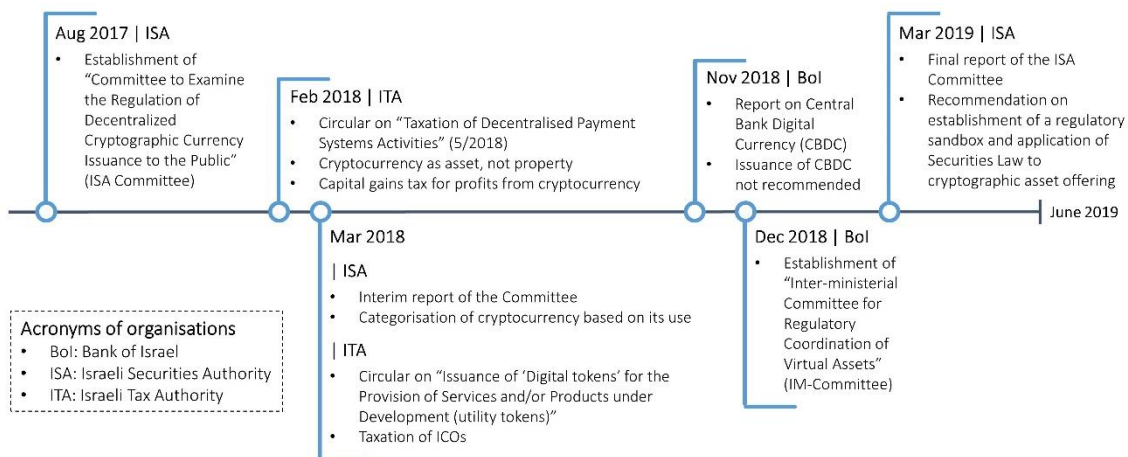 Aug 2017 | ISA
• Establishment of
“Committee to Examine
the Regulation of
Decentralized
Cryptographic Currency
Issuance to the Public”
(ISA Committee)
Feb 2018 | ITA
• Circular on “Taxation of Decentralised Payment
Systems Activities” (5/2018)
• Cryptocurrency as asset, not property
• Capital gains tax for profits from cryptocurrency
Mar 2018
| ISA
• Interim report of the Committee
• Categorisation of cryptocurrency based on its use
| ITA
• Circular on “Issuance of ‘Digital tokens’ for the
Provision of Services and/or Products under
Development (utility tokens)”
• Taxation of ICOs
Nov 2018 | BoI
• Report on Central
Bank Digital
Currency (CBDC)
• Issuance of CBDC
not recommended
Dec 2018 | BoI
• Establishment of
“Inter-ministerial
Committee for
Regulatory
Coordination of
Virtual Assets”
(IM-Committee)
Mar 2019 | ISA
• Final report of the ISA
Committee
• Recommendation on
establishment of a regulatory
sandbox and application of
Securities Law to
cryptographic asset offering
June 2019
Acronyms of organisations
• BoI: Bank of Israel
• ISA: Israeli Securities Authority
• ITA: Israeli Tax Authority